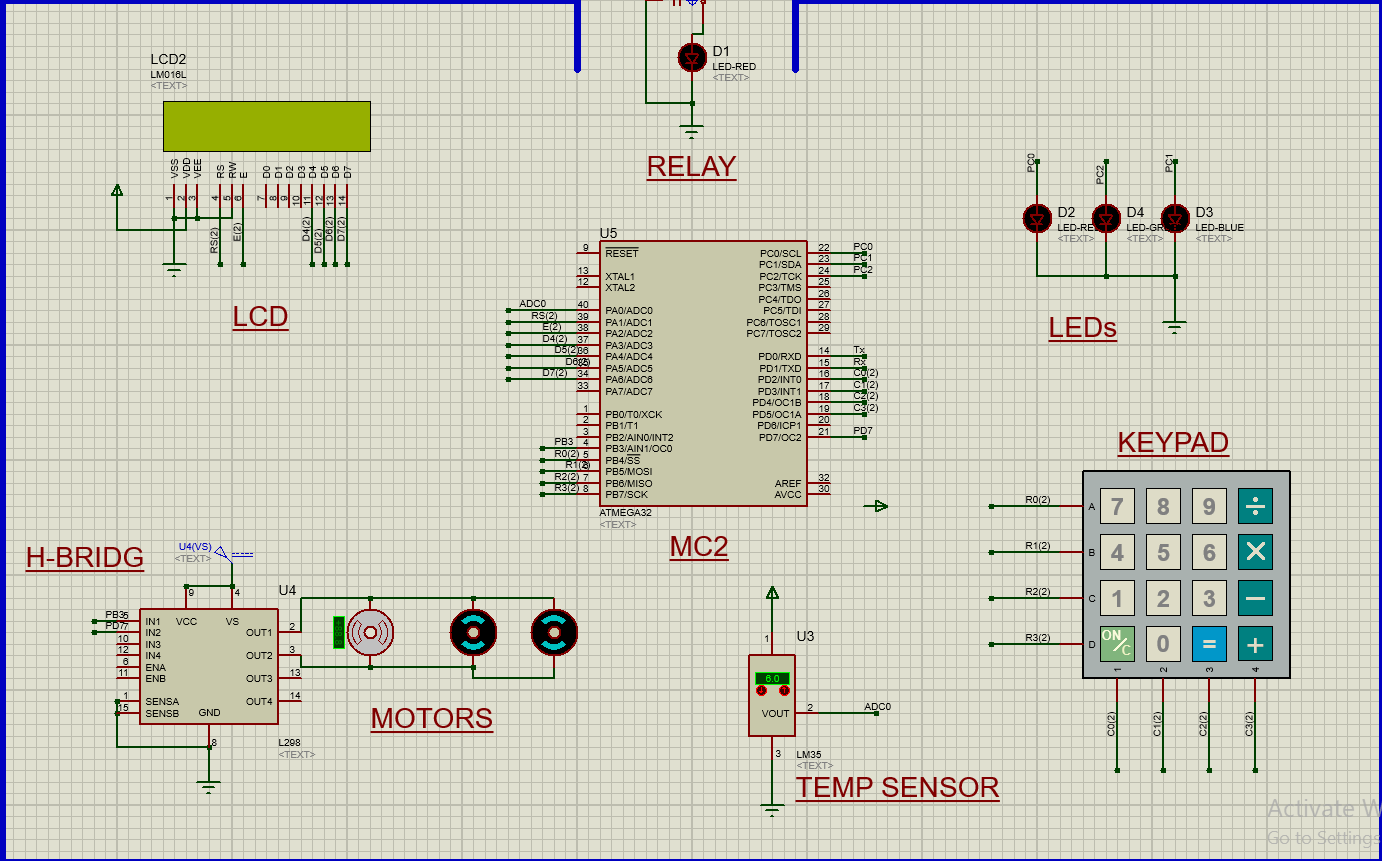 D1
LED-RED
<TEXT>
RELAY
LCD2
LM016L
<TEXT>
VSS
VDD
VEE
RS
RW
E
D0
D1
D2
D3
D4
D5
D6
D7
1
2
3
4
5
6
7
8
9
10
11
12
13
14
RS(2)
E(2)
D4(2)
D5(2)
D6(2)
D7(2)
LCD
PC0
PC2
PC1
D2
<TEXT>
D4
<TEXT>
D3
LED-BLUE
<TEXT>
LEDs
U5
9 RESET
13 XTAL1
12 XTAL2
ADC0 40 PA0/ADC0
RS(2) 39 PA1/ADC1
E(2) 38 PA2/ADC2
D4(2) 37 PA3/ADC3
D5(2) 36 PA4/ADC4
D6(2) 35 PA5/ADC5
D7(2) 34 PA6/ADC6
33 PA7/ADC7
1 PB0/T0/XCK
2 PB1/T1
3 PB2/AIN0/INT2
PB3 4 PB3/AIN1/OC0
R0(2) 5 PB4/SS
R1(2) 6 PB5/MOSI
R2(2) 7 PB6/MISO
R3(2) 8 PB7/SCK
PC0/SCL 22 PC0
PC1/SDA 23 PC1
PC2/TCK 24 PC2
PC3/TMS 25
PC4/TDO 26
PC5/TDI 27
PC6/TOSC1 28
PC7/TOSC2 29
PD0/RXD 14 Tx
PD1/TXD 15 Rx
PD2/INT0 16 C0(2)
PD3/INT1 17 C1(2)
PD4/OC1B 18 C2(2)
PD5/OC1A 19 C3(2)
PD6/ICP1 20
PD7/OC2 21 PD7
AREF 32
AVCC 30
ATMEGA32
<TEXT>
MC2
KEYPAD
R0(2) A 7 8 9 ÷
R1(2) B 4 5 6 ×
R2(2) C 1 2 3 −
R3(2) D ON/C 0 = +
1 2 3 4
C0(2)
C1(2)
C2(2)
C3(2)
H-BRIDG
U4(VS)
<TEXT>
U4
9 4
VCC VS
PB3 5 IN1
PD7 7 IN2
10 IN3
12 IN4
6 ENA
11 ENB
1 SENSA
15 SENSB
OUT1 2
OUT2 3
OUT3 13
OUT4 14
GND
8
L298
<TEXT>
MOTORS
1
U3
6.0
VOUT 2 ADC0
3
LM35
<TEXT>
TEMP SENSOR
Activate W
Go to Settings